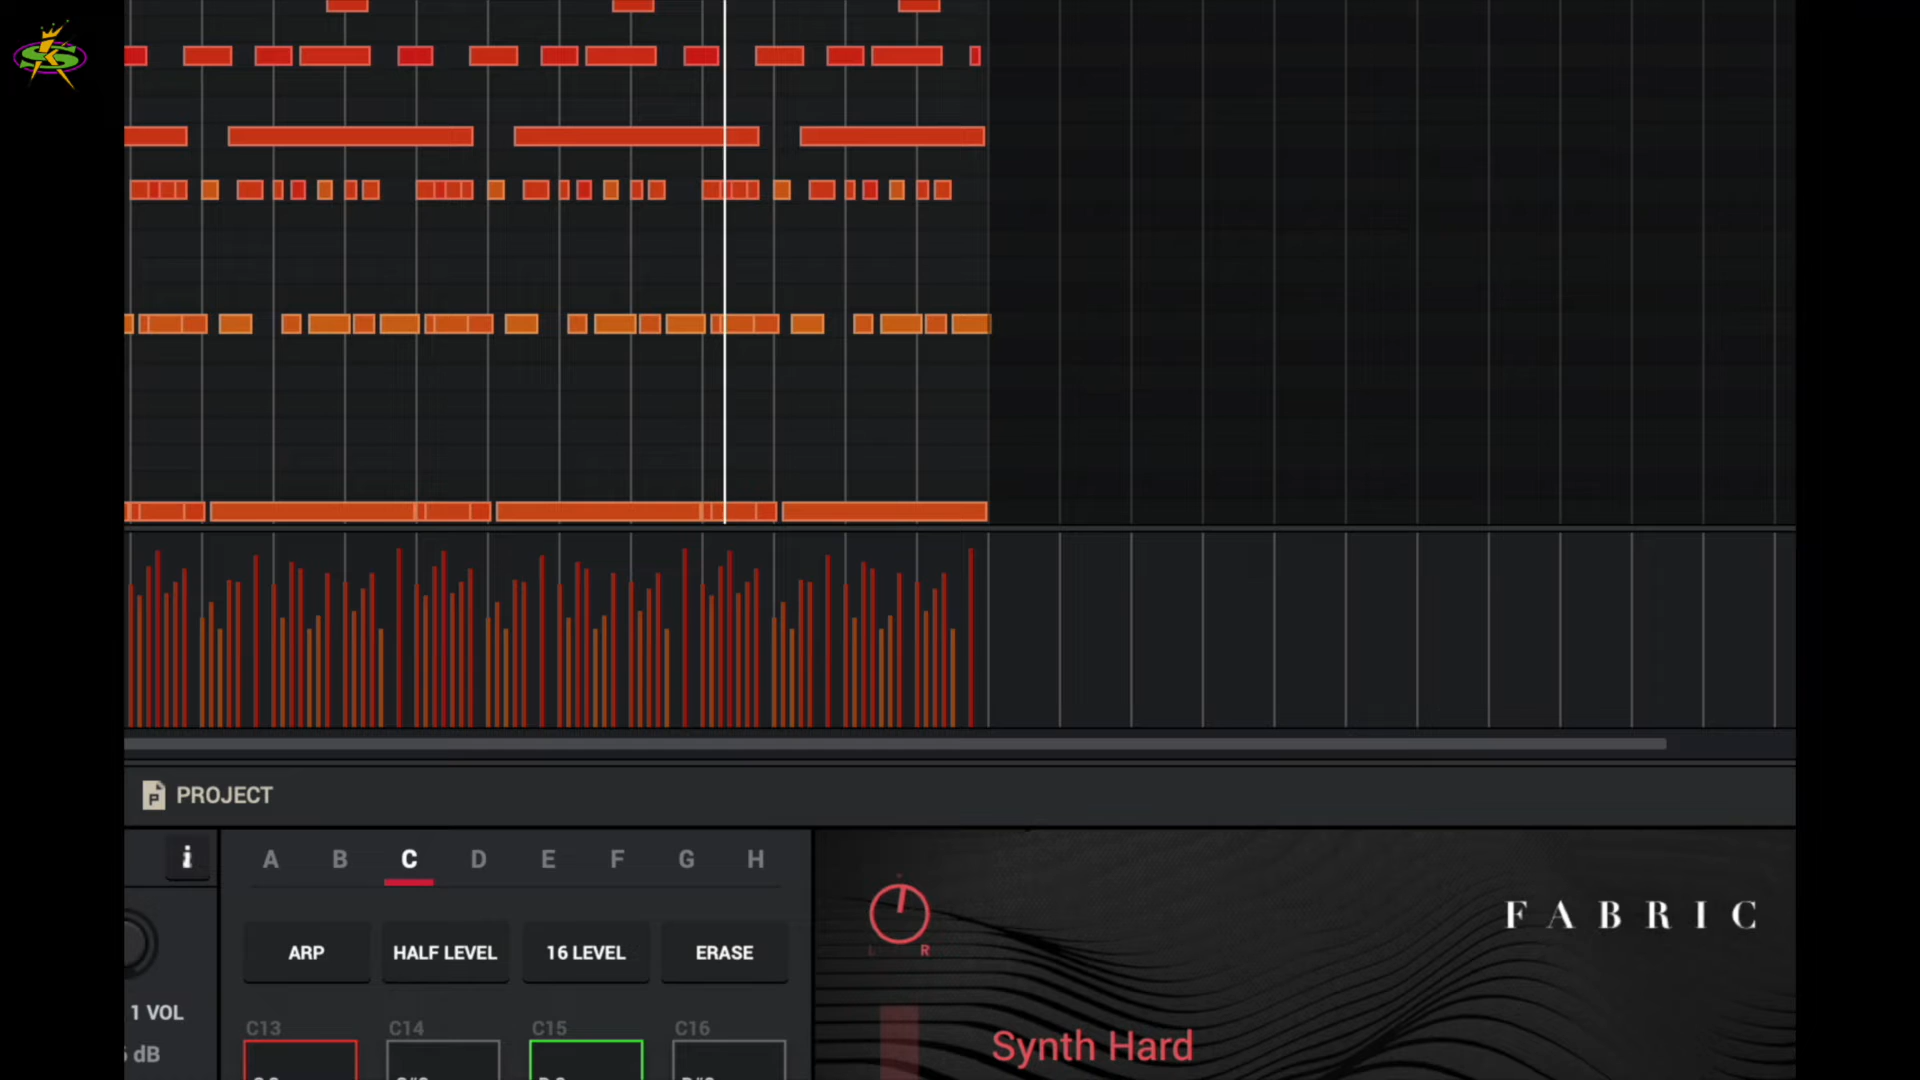 PROJECT
i
A B C D E F G H
FABRIC
ARP HALF LEVEL 16 LEVEL ERASE
L R
1 VOL
dB
C13 C14 C15 C16
Synth Hard